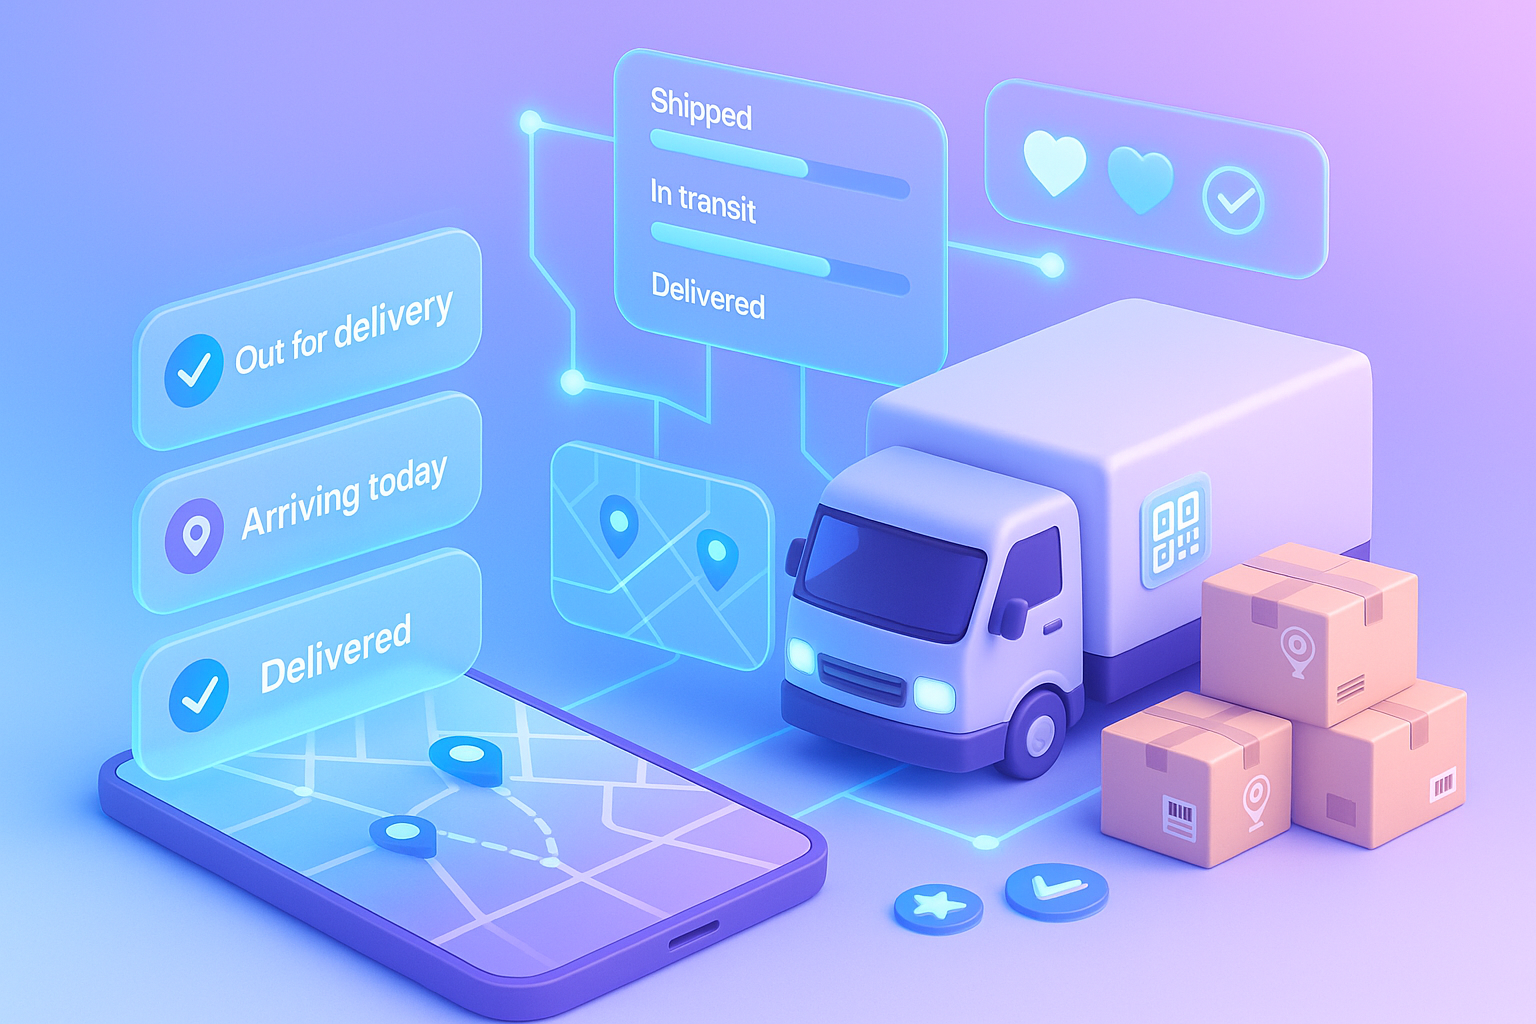 Shipped
In transit
Delivered
Out for delivery
Arriving today
Delivered